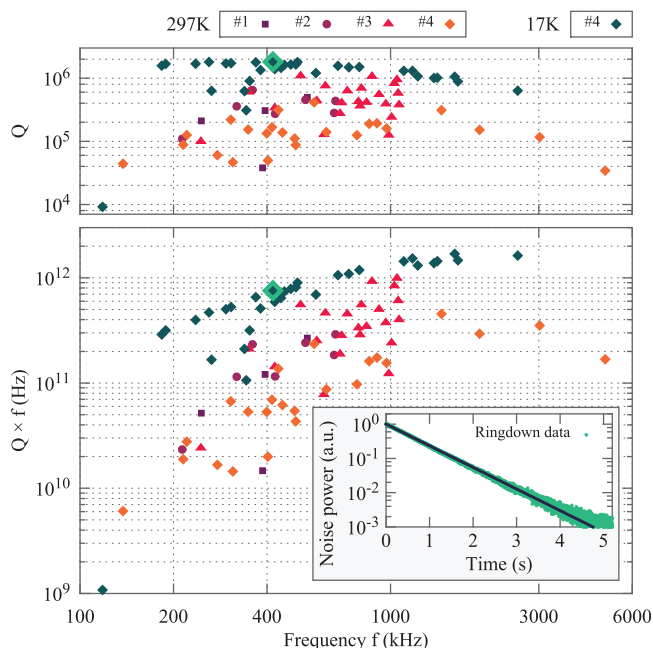 297K #1 #2 #3 #4 17K #4
10^6
Q
10^5
10^4
10^12
Q × f (Hz)
10^11
10^10
10^9
10^0
Ringdown data
Noise power (a.u.)
10^-1
10^-2
10^-3
0 1 2 3 4 5
Time (s)
100 200 400 1000 3000 6000
Frequency f (kHz)